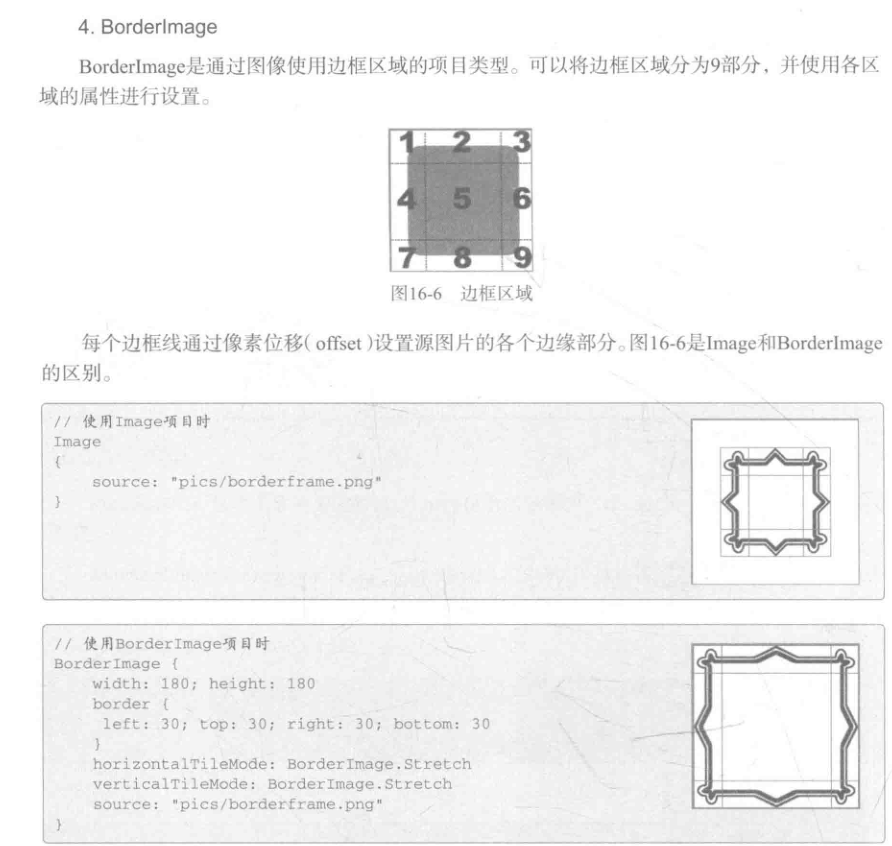 4. BorderImage
BorderImage是通过图像使用边框区域的项目类型。可以将边框区域分为9部分，并使用各区
域的属性进行设置。
1 2 3
4 5 6
7 8 9
图16-6 边框区域
每个边框线通过像素位移( offset )设置源图片的各个边缘部分。图16-6是Image和BorderImage
的区别。
// 使用Image项目时
Image
{
source: "pics/borderframe.png"
}
// 使用BorderImage项目时
BorderImage {
width: 180; height: 180
border {
left: 30; top: 30; right: 30; bottom: 30
}
horizontalTileMode: BorderImage.Stretch
verticalTileMode: BorderImage.Stretch
source: "pics/borderframe.png"
}